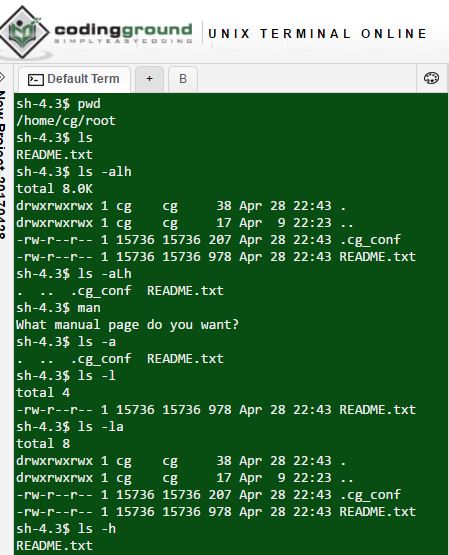 codingground
SIMPLYEASYCODING
UNIX TERMINAL ONLINE
Default Term
+
B
New Project-20170428
sh-4.3$ pwd
/home/cg/root
sh-4.3$ ls
README.txt
sh-4.3$ ls -alh
total 8.0K
drwxrwxrwx 1 cg    cg     38 Apr 28 22:43 .
drwxrwxrwx 1 cg    cg     17 Apr  9 22:23 ..
-rw-r--r-- 1 15736 15736 207 Apr 28 22:43 .cg_conf
-rw-r--r-- 1 15736 15736 978 Apr 28 22:43 README.txt
sh-4.3$ ls -aLh
.  ..  .cg_conf  README.txt
sh-4.3$ man
What manual page do you want?
sh-4.3$ ls -a
.  ..  .cg_conf  README.txt
sh-4.3$ ls -l
total 4
-rw-r--r-- 1 15736 15736 978 Apr 28 22:43 README.txt
sh-4.3$ ls -la
total 8
drwxrwxrwx 1 cg    cg     38 Apr 28 22:43 .
drwxrwxrwx 1 cg    cg     17 Apr  9 22:23 ..
-rw-r--r-- 1 15736 15736 207 Apr 28 22:43 .cg_conf
-rw-r--r-- 1 15736 15736 978 Apr 28 22:43 README.txt
sh-4.3$ ls -h
README.txt